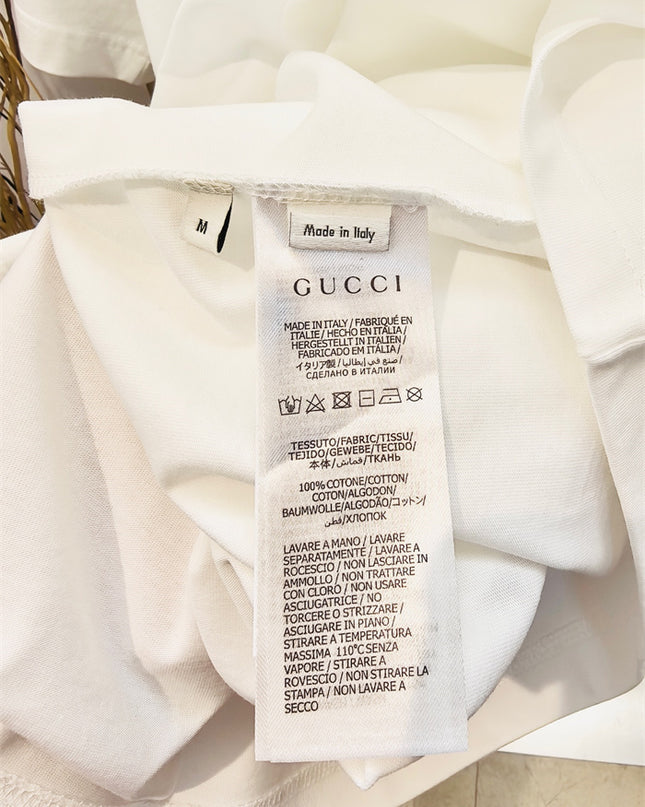 M
Made in Italy
GUCCI
MADE IN ITALY / FABRIQUÉ EN
ITALIE / HECHO EN ITALIA /
HERGESTELLT IN ITALIEN /
FABRICADO EM ITÁLIA /
イタリア製 / صنع في إيطاليا /
СДЕЛАНО В ИТАЛИИ
TESSUTO/FABRIC/TISSU/
TEJIDO/GEWEBE/TECIDO/
本体/قماش/ТКАНЬ
100% COTONE/COTTON/
COTON/ALGODON/
BAUMWOLLE/ALGODÃO/コットン/
قطن/ХЛОПОК
LAVARE A MANO / LAVARE
SEPARATAMENTE / LAVARE A
ROCESCIO / NON LASCIARE IN
AMMOLLO / NON TRATTARE
CON CLORO / NON USARE
ASCIUGATRICE / NO
TORCERE O STRIZZARE /
ASCIUGARE IN PIANO /
STIRARE A TEMPERATURA
MASSIMA 110°C SENZA
VAPORE / STIRARE A
ROVESCIO / NON STIRARE LA
STAMPA / NON LAVARE A
SECCO